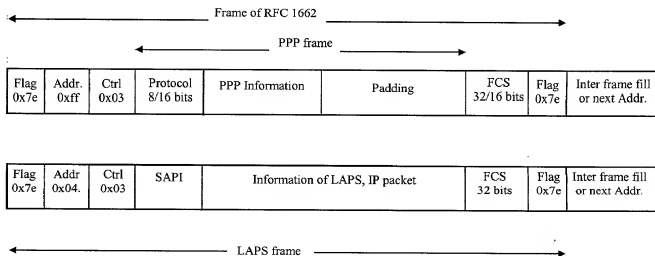 Frame of RFC 1662
PPP frame
Flag Addr. Ctrl Protocol PPP Information Padding FCS Flag Inter frame fill
0x7e 0xff 0x03 8/16 bits 32/16 bits 0x7e or next Addr.
Flag Addr Ctrl SAPI Information of LAPS, IP packet FCS Flag Inter frame fill
0x7e 0x04. 0x03 32 bits 0x7e or next Addr.
LAPS frame